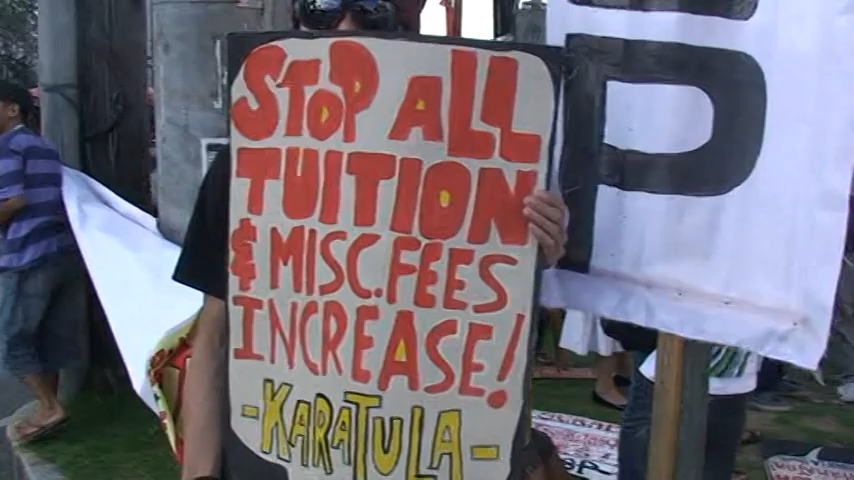 STOP ALL
TUITION
& MISC. FEES
INCREASE!
-KARATULA-
P